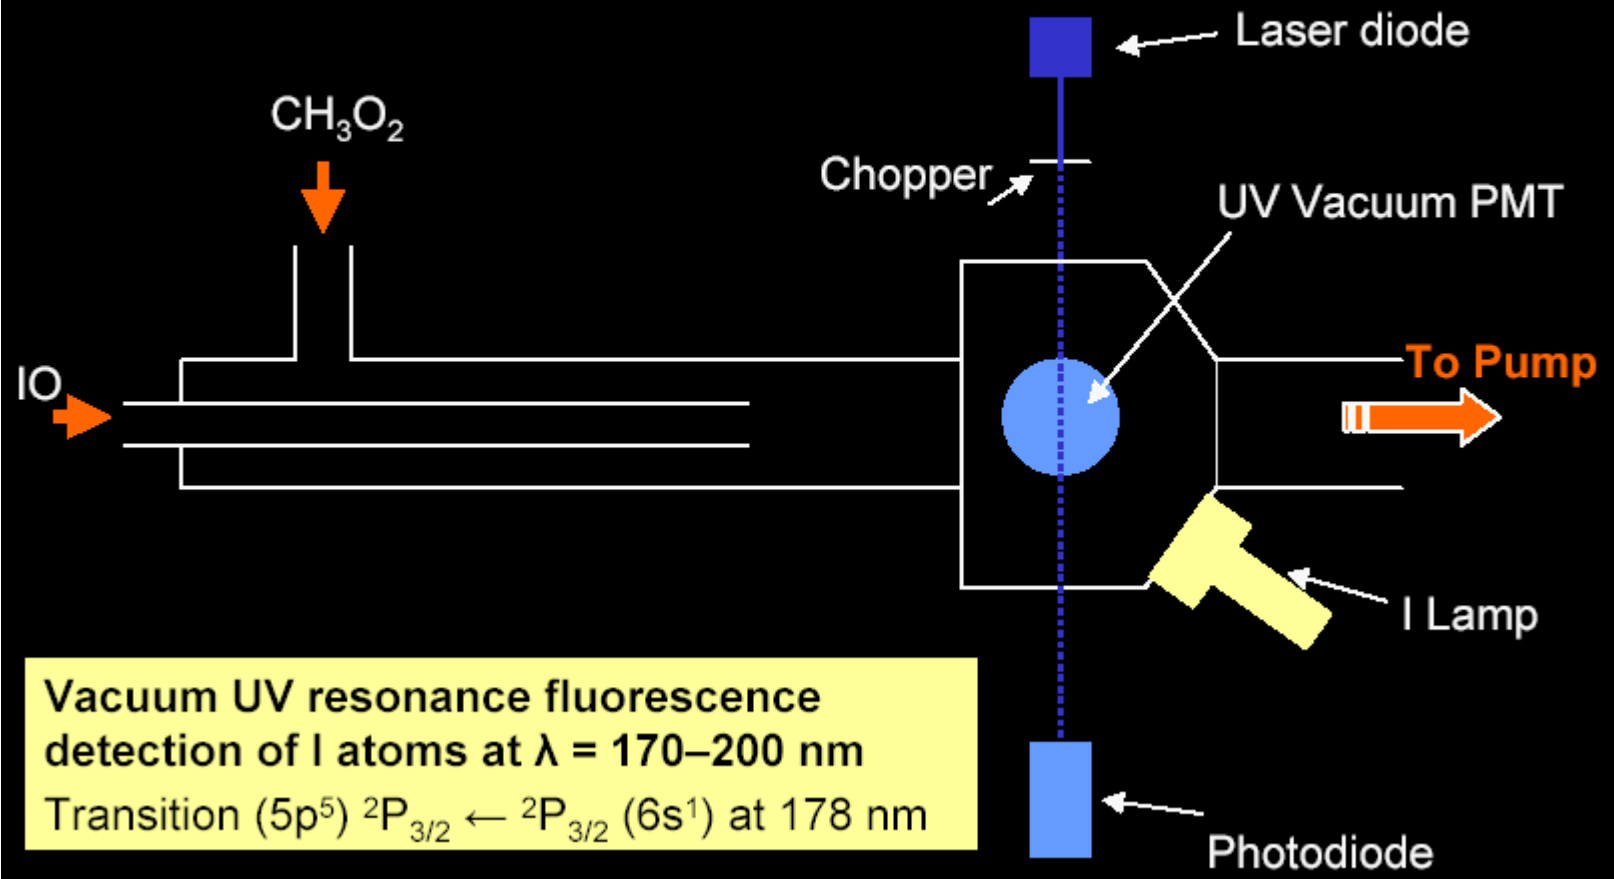 Laser diode
CH₃O₂
Chopper
UV Vacuum PMT
IO
To Pump
I Lamp
Vacuum UV resonance fluorescence
detection of I atoms at λ = 170–200 nm
Transition (5p⁵) ²P₃/₂ ← ²P₃/₂ (6s¹) at 178 nm
Photodiode